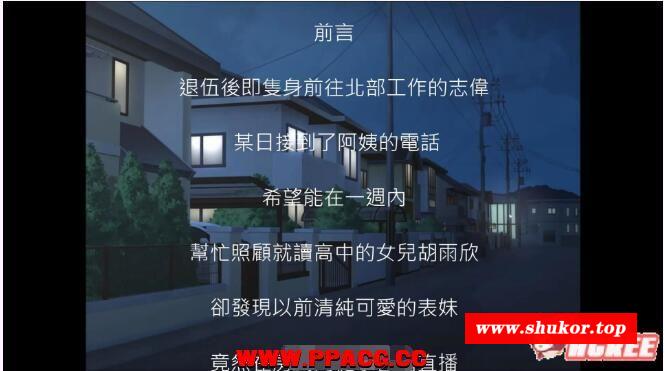 前言
退伍後即隻身前往北部工作的志偉
某日接到了阿姨的電話
希望能在一週內
幫忙照顧就讀高中的女兒胡雨欣
卻發現以前清純可愛的表妹
www.shukor.top
竟然在
直播
WWW.PPACG.CC